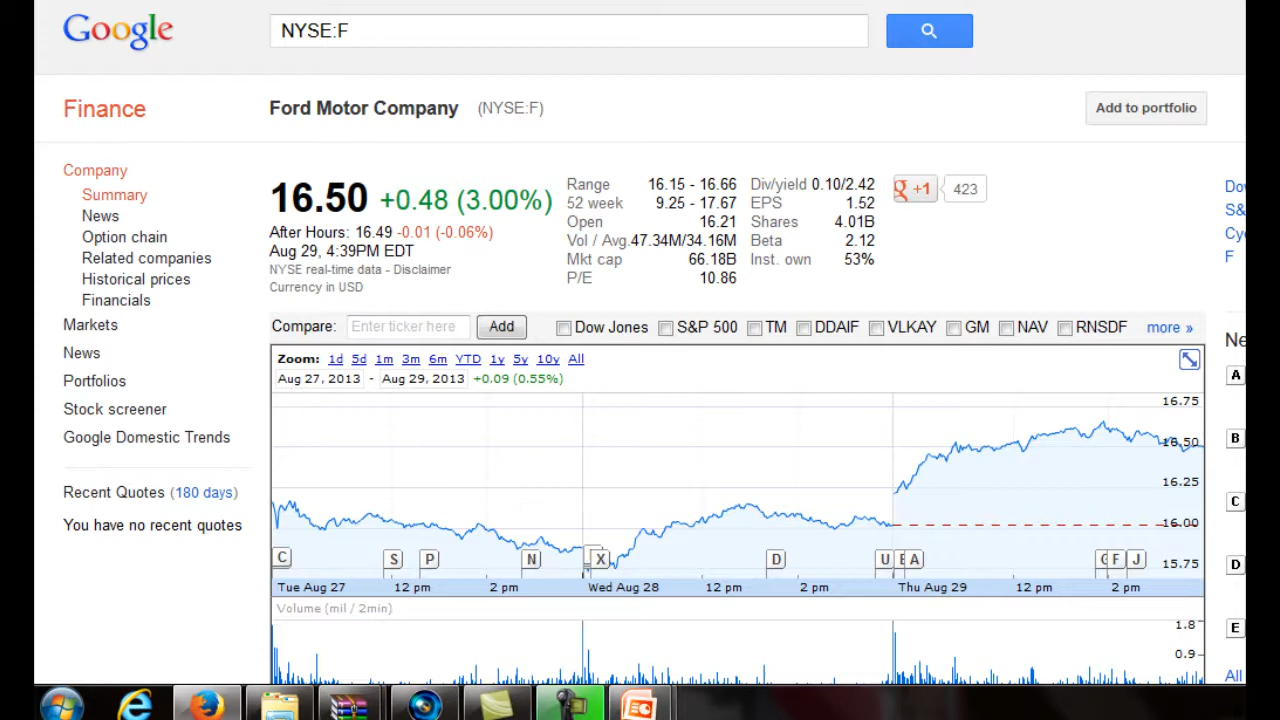 Google
NYSE:F
Finance
Ford Motor Company (NYSE:F)
Add to portfolio
Company
Summary
News
Option chain
Related companies
Historical prices
Financials
Markets
News
Portfolios
Stock screener
Google Domestic Trends
Recent Quotes (180 days)
You have no recent quotes
16.50 +0.48 (3.00%)
After Hours: 16.49 -0.01 (-0.06%)
Aug 29, 4:39PM EDT
NYSE real-time data - Disclaimer
Currency in USD
Range 16.15 - 16.66
52 week 9.25 - 17.67
Open 16.21
Vol / Avg. 47.34M/34.16M
Mkt cap 66.18B
P/E 10.86
Div/yield 0.10/2.42
EPS 1.52
Shares 4.01B
Beta 2.12
Inst. own 53%
g +1 423
S&
F
Compare: Enter ticker here Add Dow Jones S&P 500 TM DDAIF VLKAY GM NAV RNSDF more »
Zoom: 1d 5d 1m 3m 6m YTD 1y 5y 10y All
Aug 27, 2013 - Aug 29, 2013 +0.09 (0.55%)
16.75
16.50
16.25
16.00
15.75
C S P N X D U E A G F J
Tue Aug 27 12 pm 2 pm Wed Aug 28 12 pm 2 pm Thu Aug 29 12 pm 2 pm
Volume (mil / 2min)
1.8
0.9
Ne
A
B
C
D
E
All